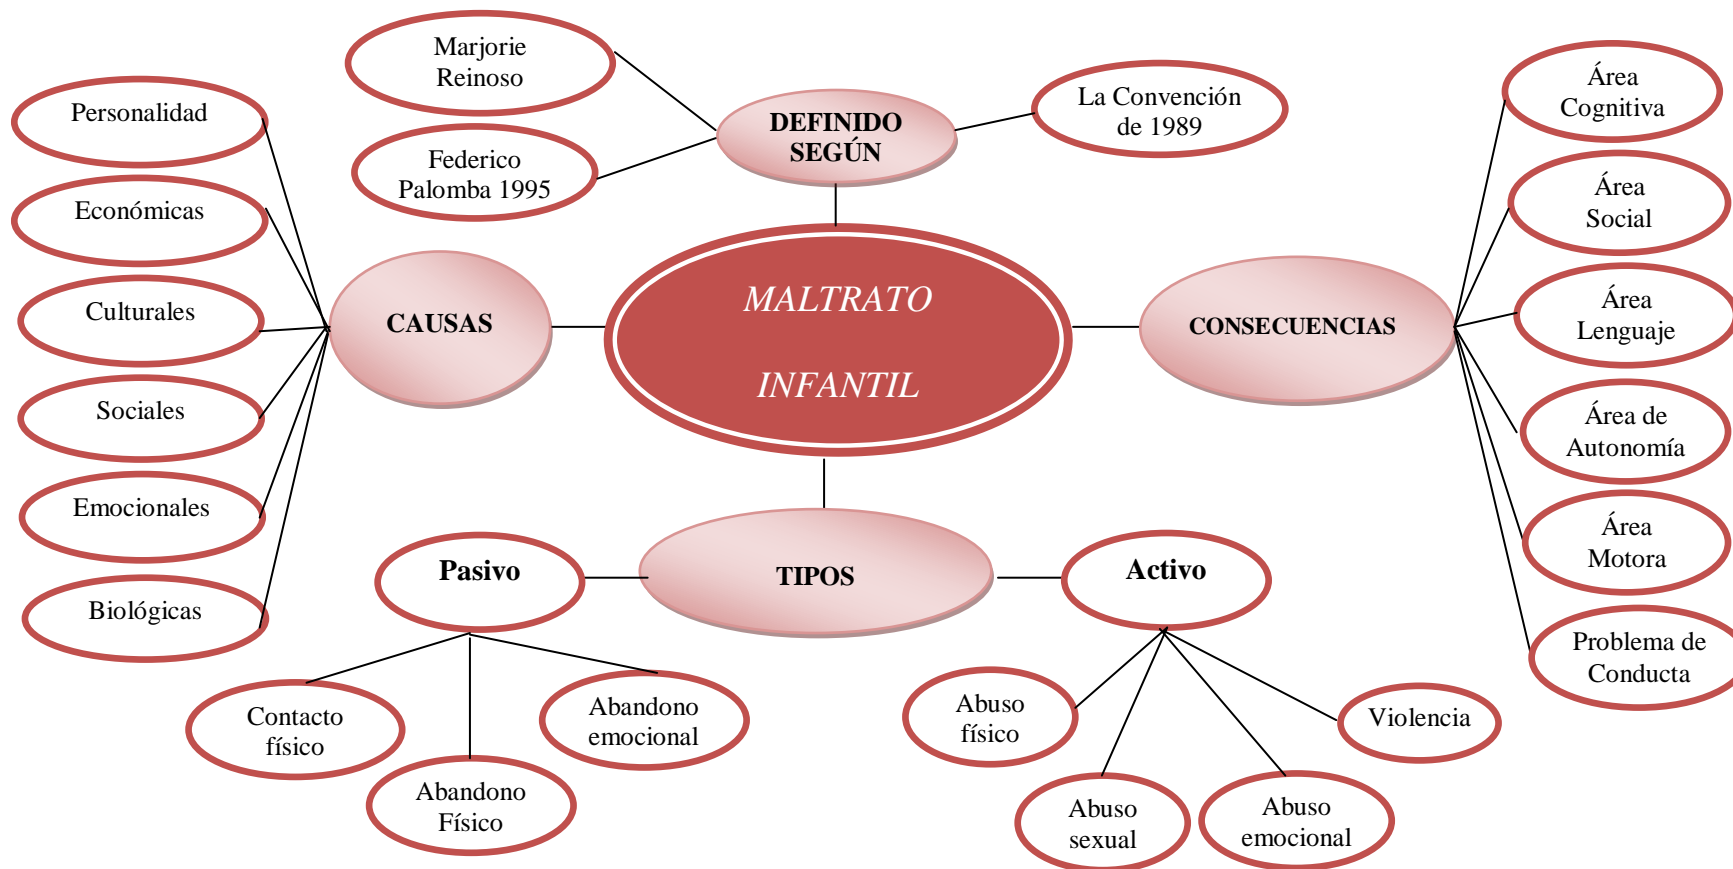 Marjorie
Reinoso
Federico
Palomba 1995
DEFINIDO
SEGÚN
La Convención
de 1989
Personalidad
Económicas
Culturales
Sociales
Emocionales
Biológicas
CAUSAS
MALTRATO
INFANTIL
CONSECUENCIAS
Área
Cognitiva
Área
Social
Área
Lenguaje
Área de
Autonomía
Área
Motora
Problema de
Conducta
TIPOS
Pasivo
Contacto
físico
Abandono
Físico
Abandono
emocional
Activo
Abuso
físico
Abuso
sexual
Abuso
emocional
Violencia